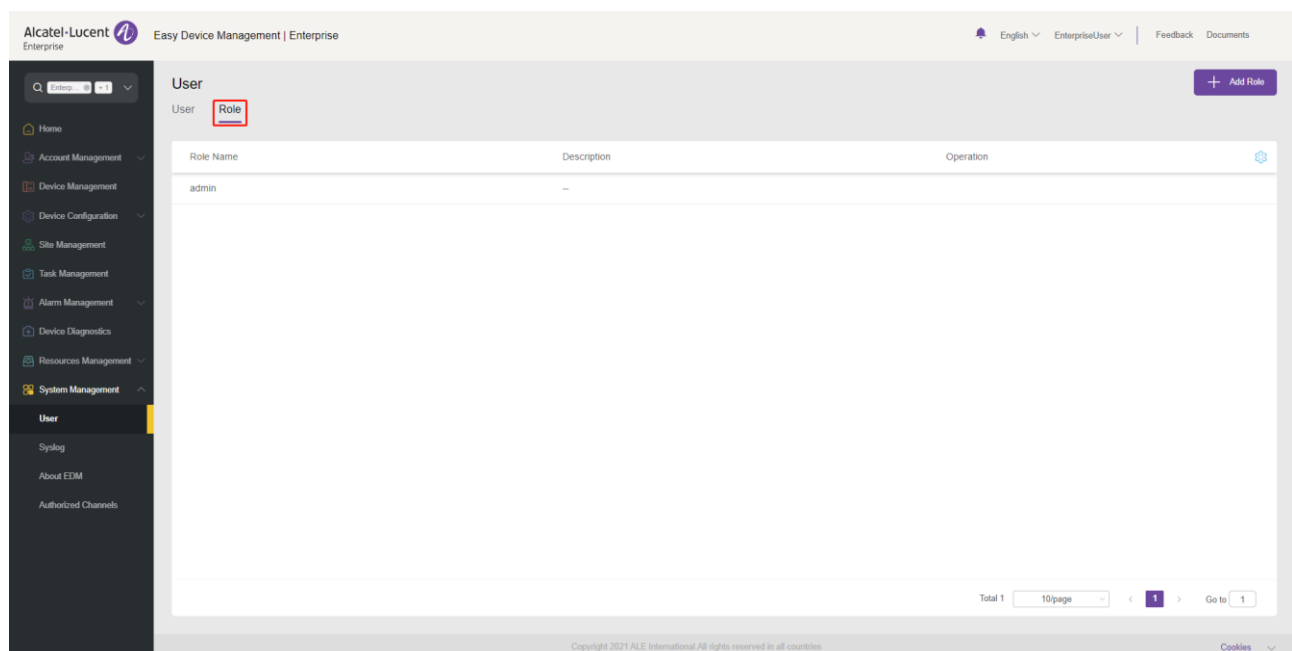 Alcatel·Lucent
Enterprise
Easy Device Management | Enterprise
English
EnterpriseUser
Feedback
Documents
Enterp...
+ 1
Home
Account Management
Device Management
Device Configuration
Site Management
Task Management
Alarm Management
Device Diagnostics
Resources Management
System Management
User
Syslog
About EDM
Authorized Channels
User
+ Add Role
User
Role
Role Name
Description
Operation
admin
--
Total 1
10/page
<
1
>
Go to
1
Copyright 2021 ALE International.All rights reserved in all countries
Cookies